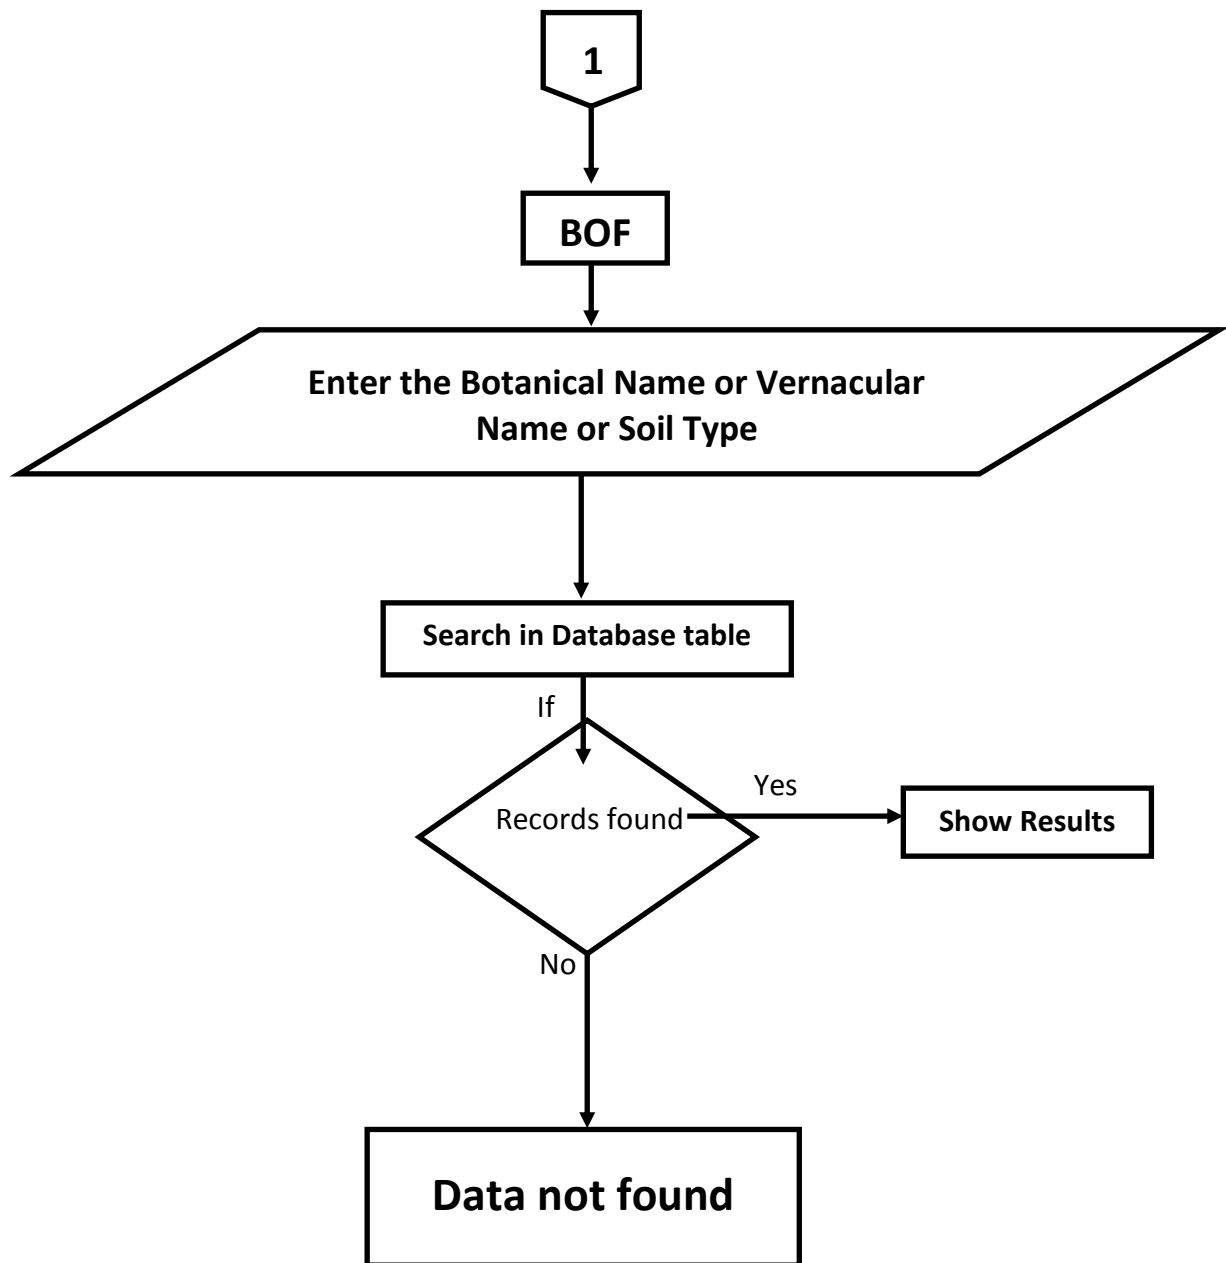 1
BOF
Enter the Botanical Name or Vernacular
Name or Soil Type
Search in Database table
If
Yes
Records found
Show Results
No
Data not found